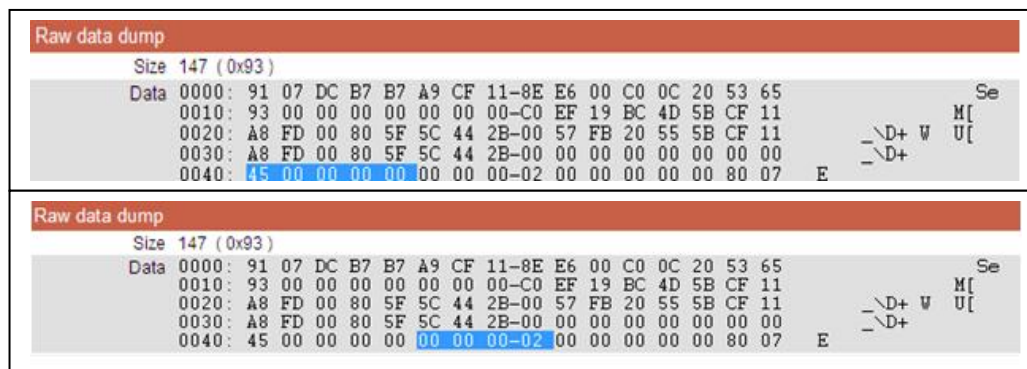 Raw data dump
Size 147 (0x93)
Data 0000: 91 07 DC B7 B7 A9 CF 11-8E E6 00 C0 0C 20 53 65 Se
0010: 93 00 00 00 00 00 00 00-C0 EF 19 BC 4D 5B CF 11 M[
0020: A8 FD 00 80 5F 5C 44 2B-00 57 FB 20 55 5B CF 11 _\D+ W U[
0030: A8 FD 00 80 5F 5C 44 2B-00 00 00 00 00 00 00 00 _\D+
0040: 45 00 00 00 00 00 00 00-02 00 00 00 00 00 80 07 E
Raw data dump
Size 147 (0x93)
Data 0000: 91 07 DC B7 B7 A9 CF 11-8E E6 00 C0 0C 20 53 65 Se
0010: 93 00 00 00 00 00 00 00-C0 EF 19 BC 4D 5B CF 11 M[
0020: A8 FD 00 80 5F 5C 44 2B-00 57 FB 20 55 5B CF 11 _\D+ W U[
0030: A8 FD 00 80 5F 5C 44 2B-00 00 00 00 00 00 00 00 _\D+
0040: 45 00 00 00 00 00 00 00-02 00 00 00 00 00 80 07 E